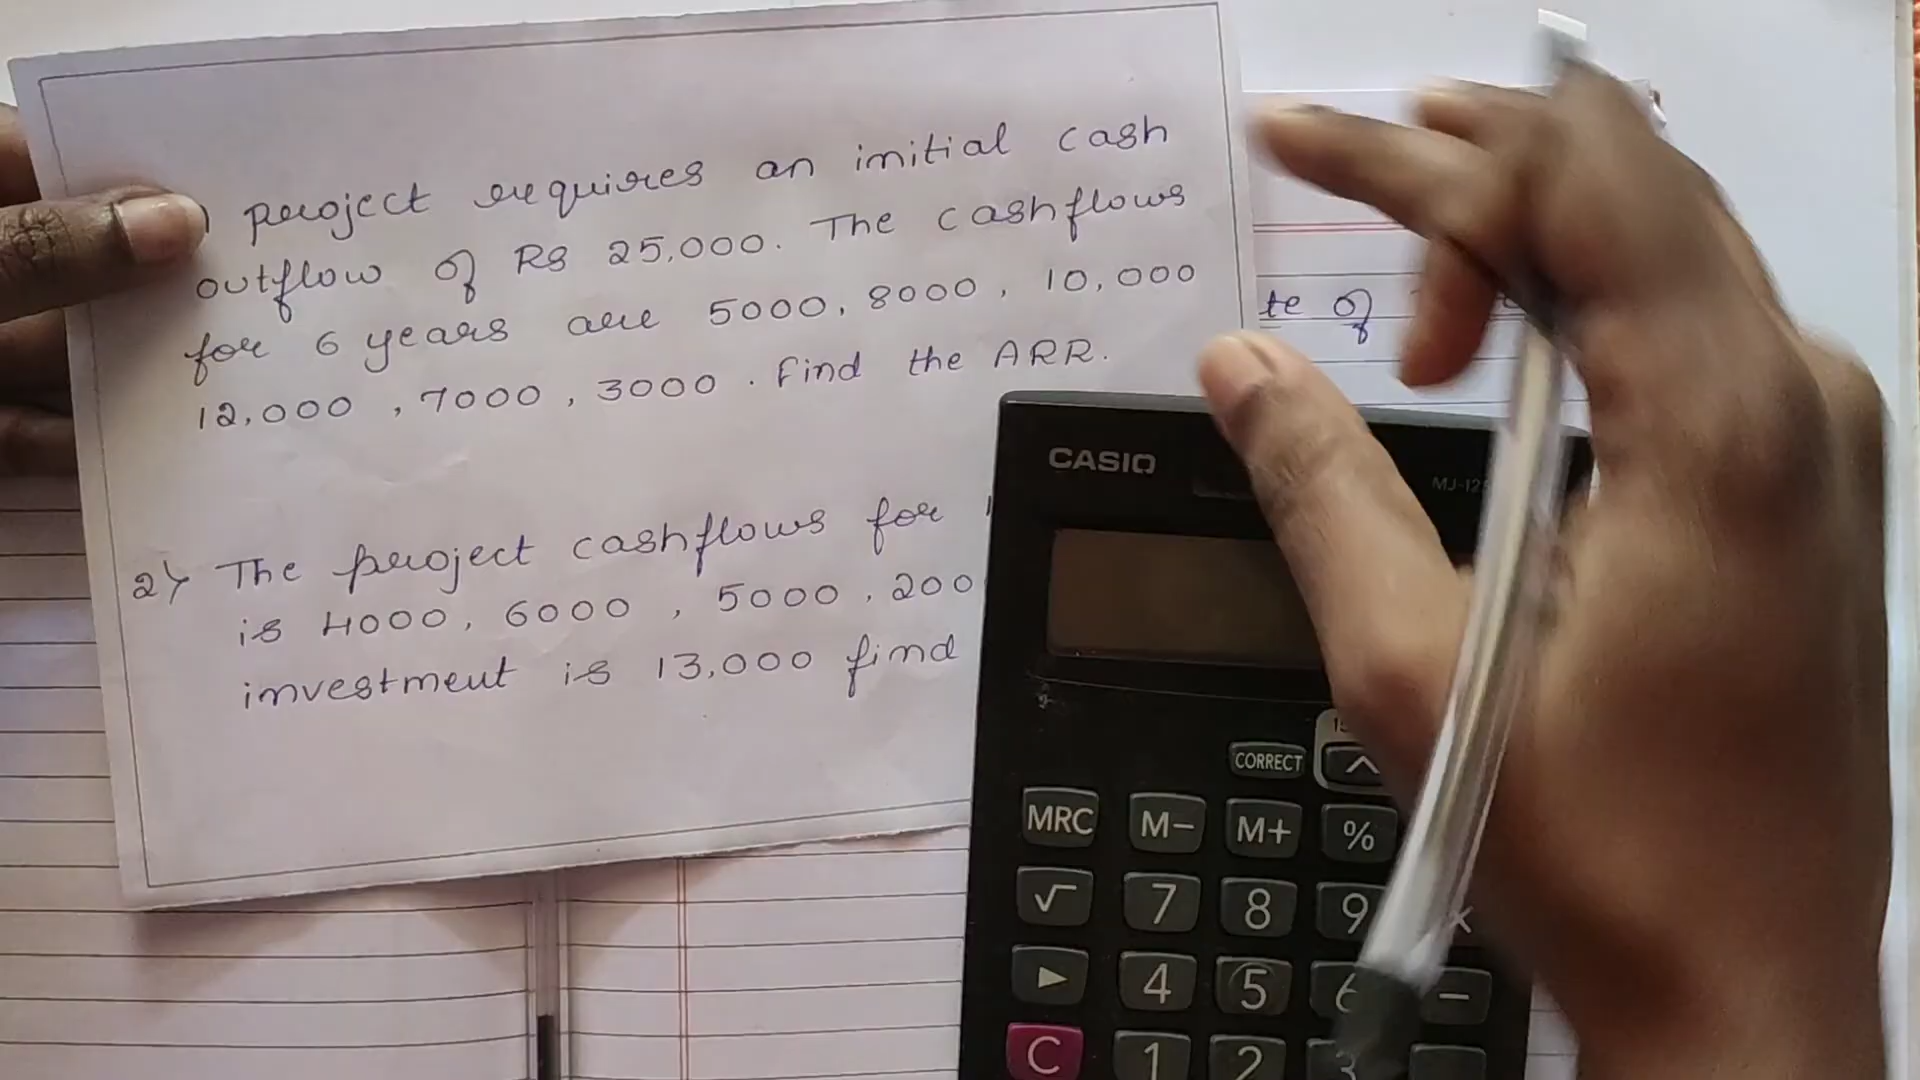 ) project requires an initial cash
outflow of RS 25,000. The cashflows
for 6 years are 5000, 8000, 10,000
12,000, 7000, 3000. Find the ARR.
te of
2) The project cashflows for
is 4000, 6000, 5000, 200
investment is 13,000 find
CASIO
CORRECT
MRC M- M+ %
√ 7 8 9 ×
▶ 4 5 6 −
C 1 2 3